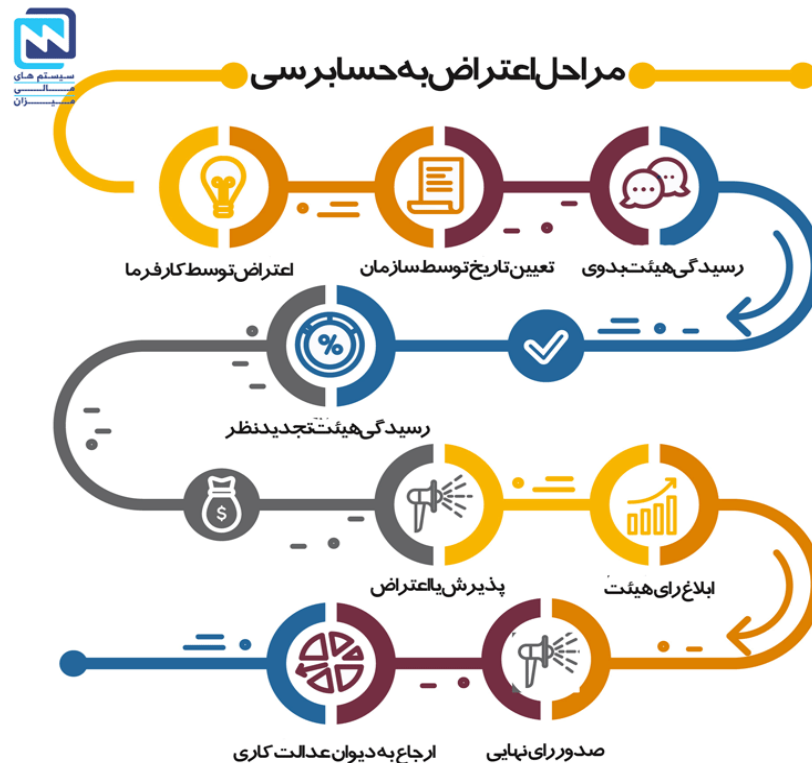 سیستم های
مالی
میزان
مراحل اعتراض به حسابرسی
اعتراض توسط کارفرما
تعیین تاریخ توسط سازمان
رسیدگی هیئت بدوی
رسیدگی هیئت تجدیدنظر
پذیرش یا اعتراض
ابلاغ رای هیئت
صدور رای نهایی
ارجاع به دیوان عدالت کاری